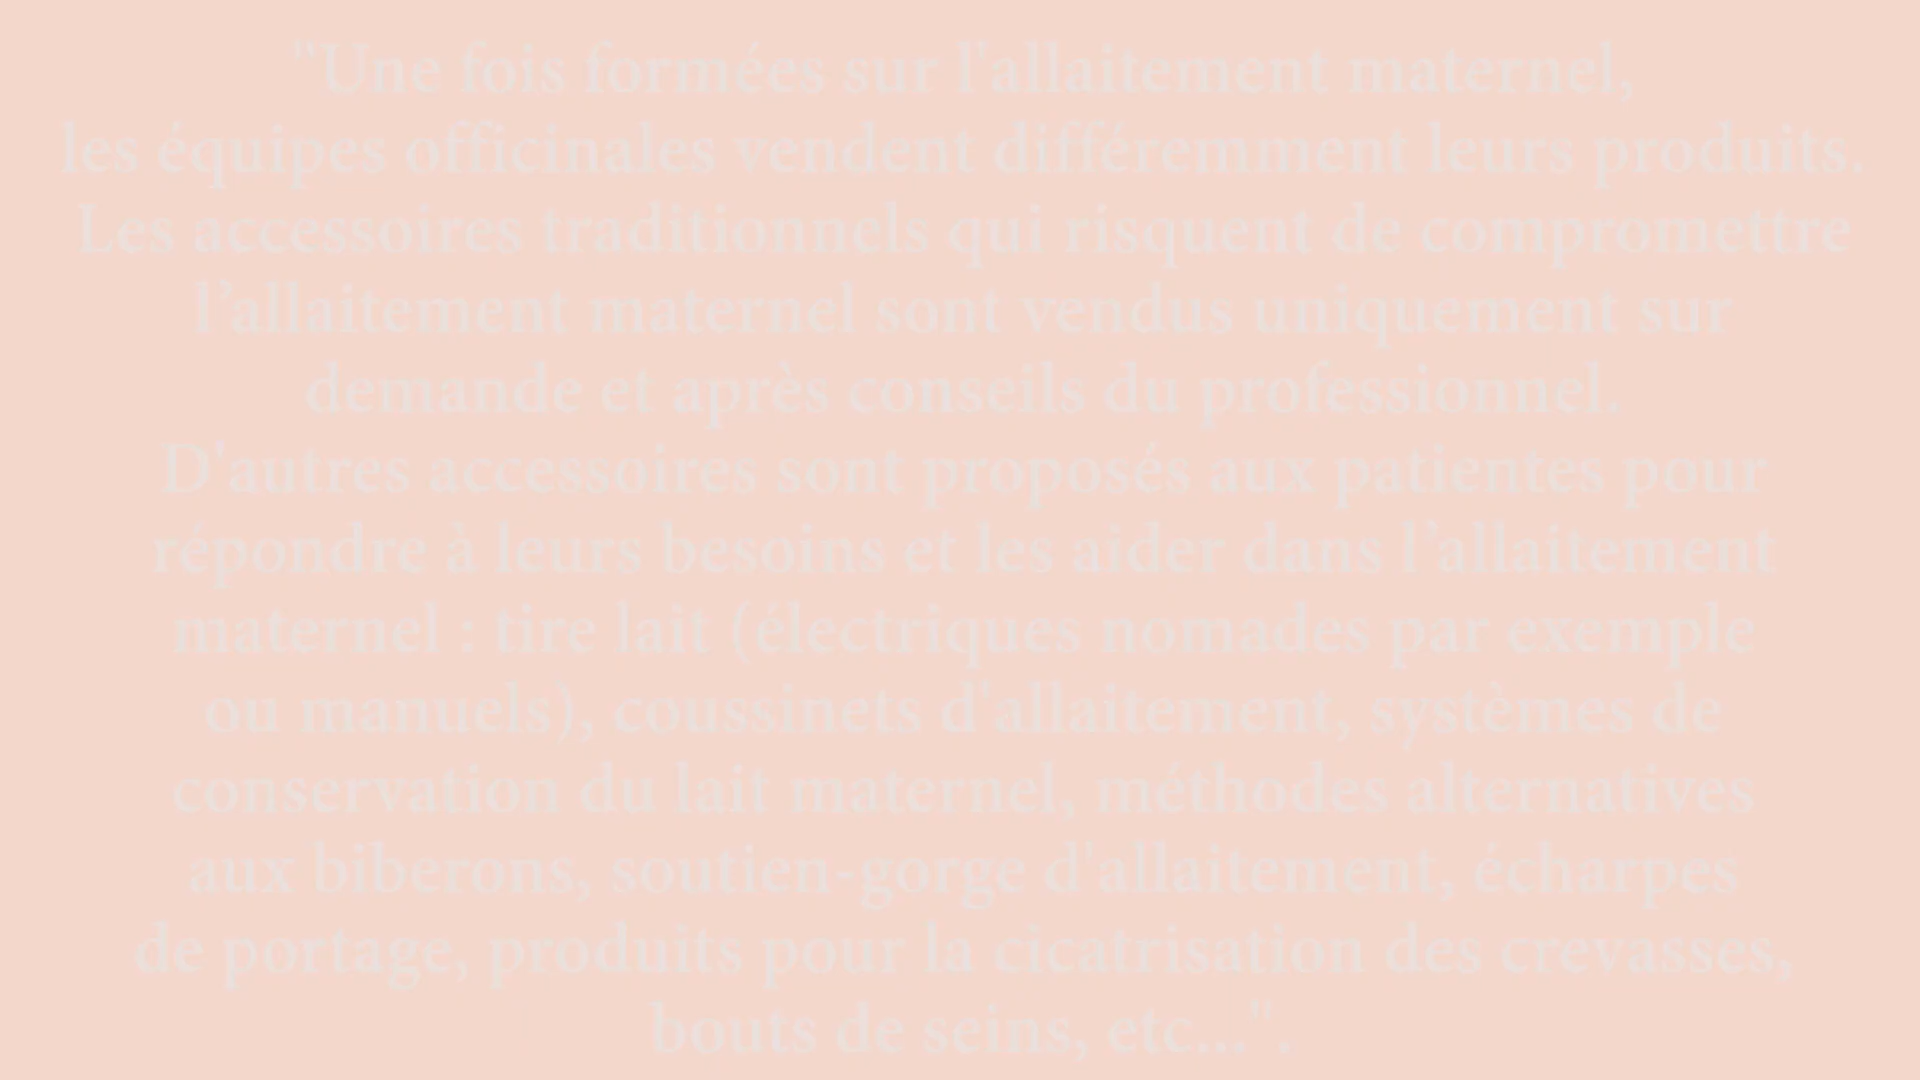 "Une fois formées sur l'allaitement maternel,
les équipes officinales vendent différemment leurs produits.
Les accessoires traditionnels qui risquent de compromettre
l’allaitement maternel sont vendus uniquement sur
demande et après conseils du professionnel.
D'autres accessoires sont proposés aux patientes pour
répondre à leurs besoins et les aider dans l’allaitement
maternel : tire lait (électriques nomades par exemple
ou manuels), coussinets d'allaitement, systèmes de
conservation du lait maternel, méthodes alternatives
aux biberons, soutien-gorge d'allaitement, écharpes
de portage, produits pour la cicatrisation des crevasses,
bouts de seins, etc...".